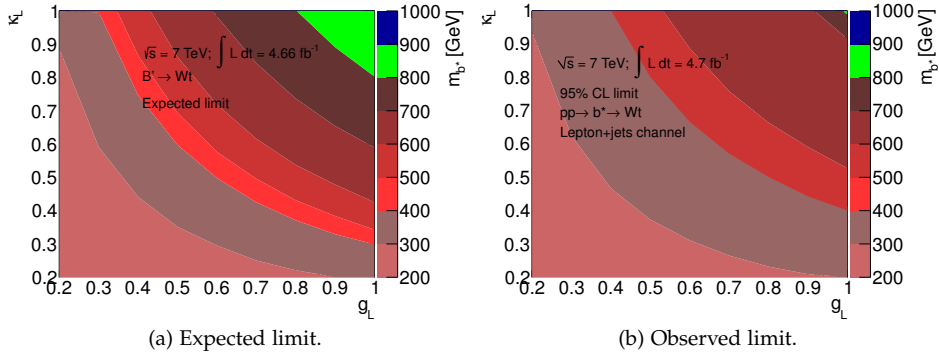 κL
1
0.9
0.8
0.7
0.6
0.5
0.4
0.3
0.2
√s = 7 TeV; ∫ L dt = 4.66 fb⁻¹
B' → Wt
Expected limit
0.2 0.3 0.4 0.5 0.6 0.7 0.8 0.9 1
gL
1000
900
800
700
600
500
400
300
200
mb* [GeV]
(a) Expected limit.
κL
1
0.9
0.8
0.7
0.6
0.5
0.4
0.3
0.2
√s = 7 TeV; ∫ L dt = 4.7 fb⁻¹
95% CL limit
pp→ b*→ Wt
Lepton+jets channel
0.2 0.3 0.4 0.5 0.6 0.7 0.8 0.9 1
gL
1000
900
800
700
600
500
400
300
200
mb* [GeV]
(b) Observed limit.